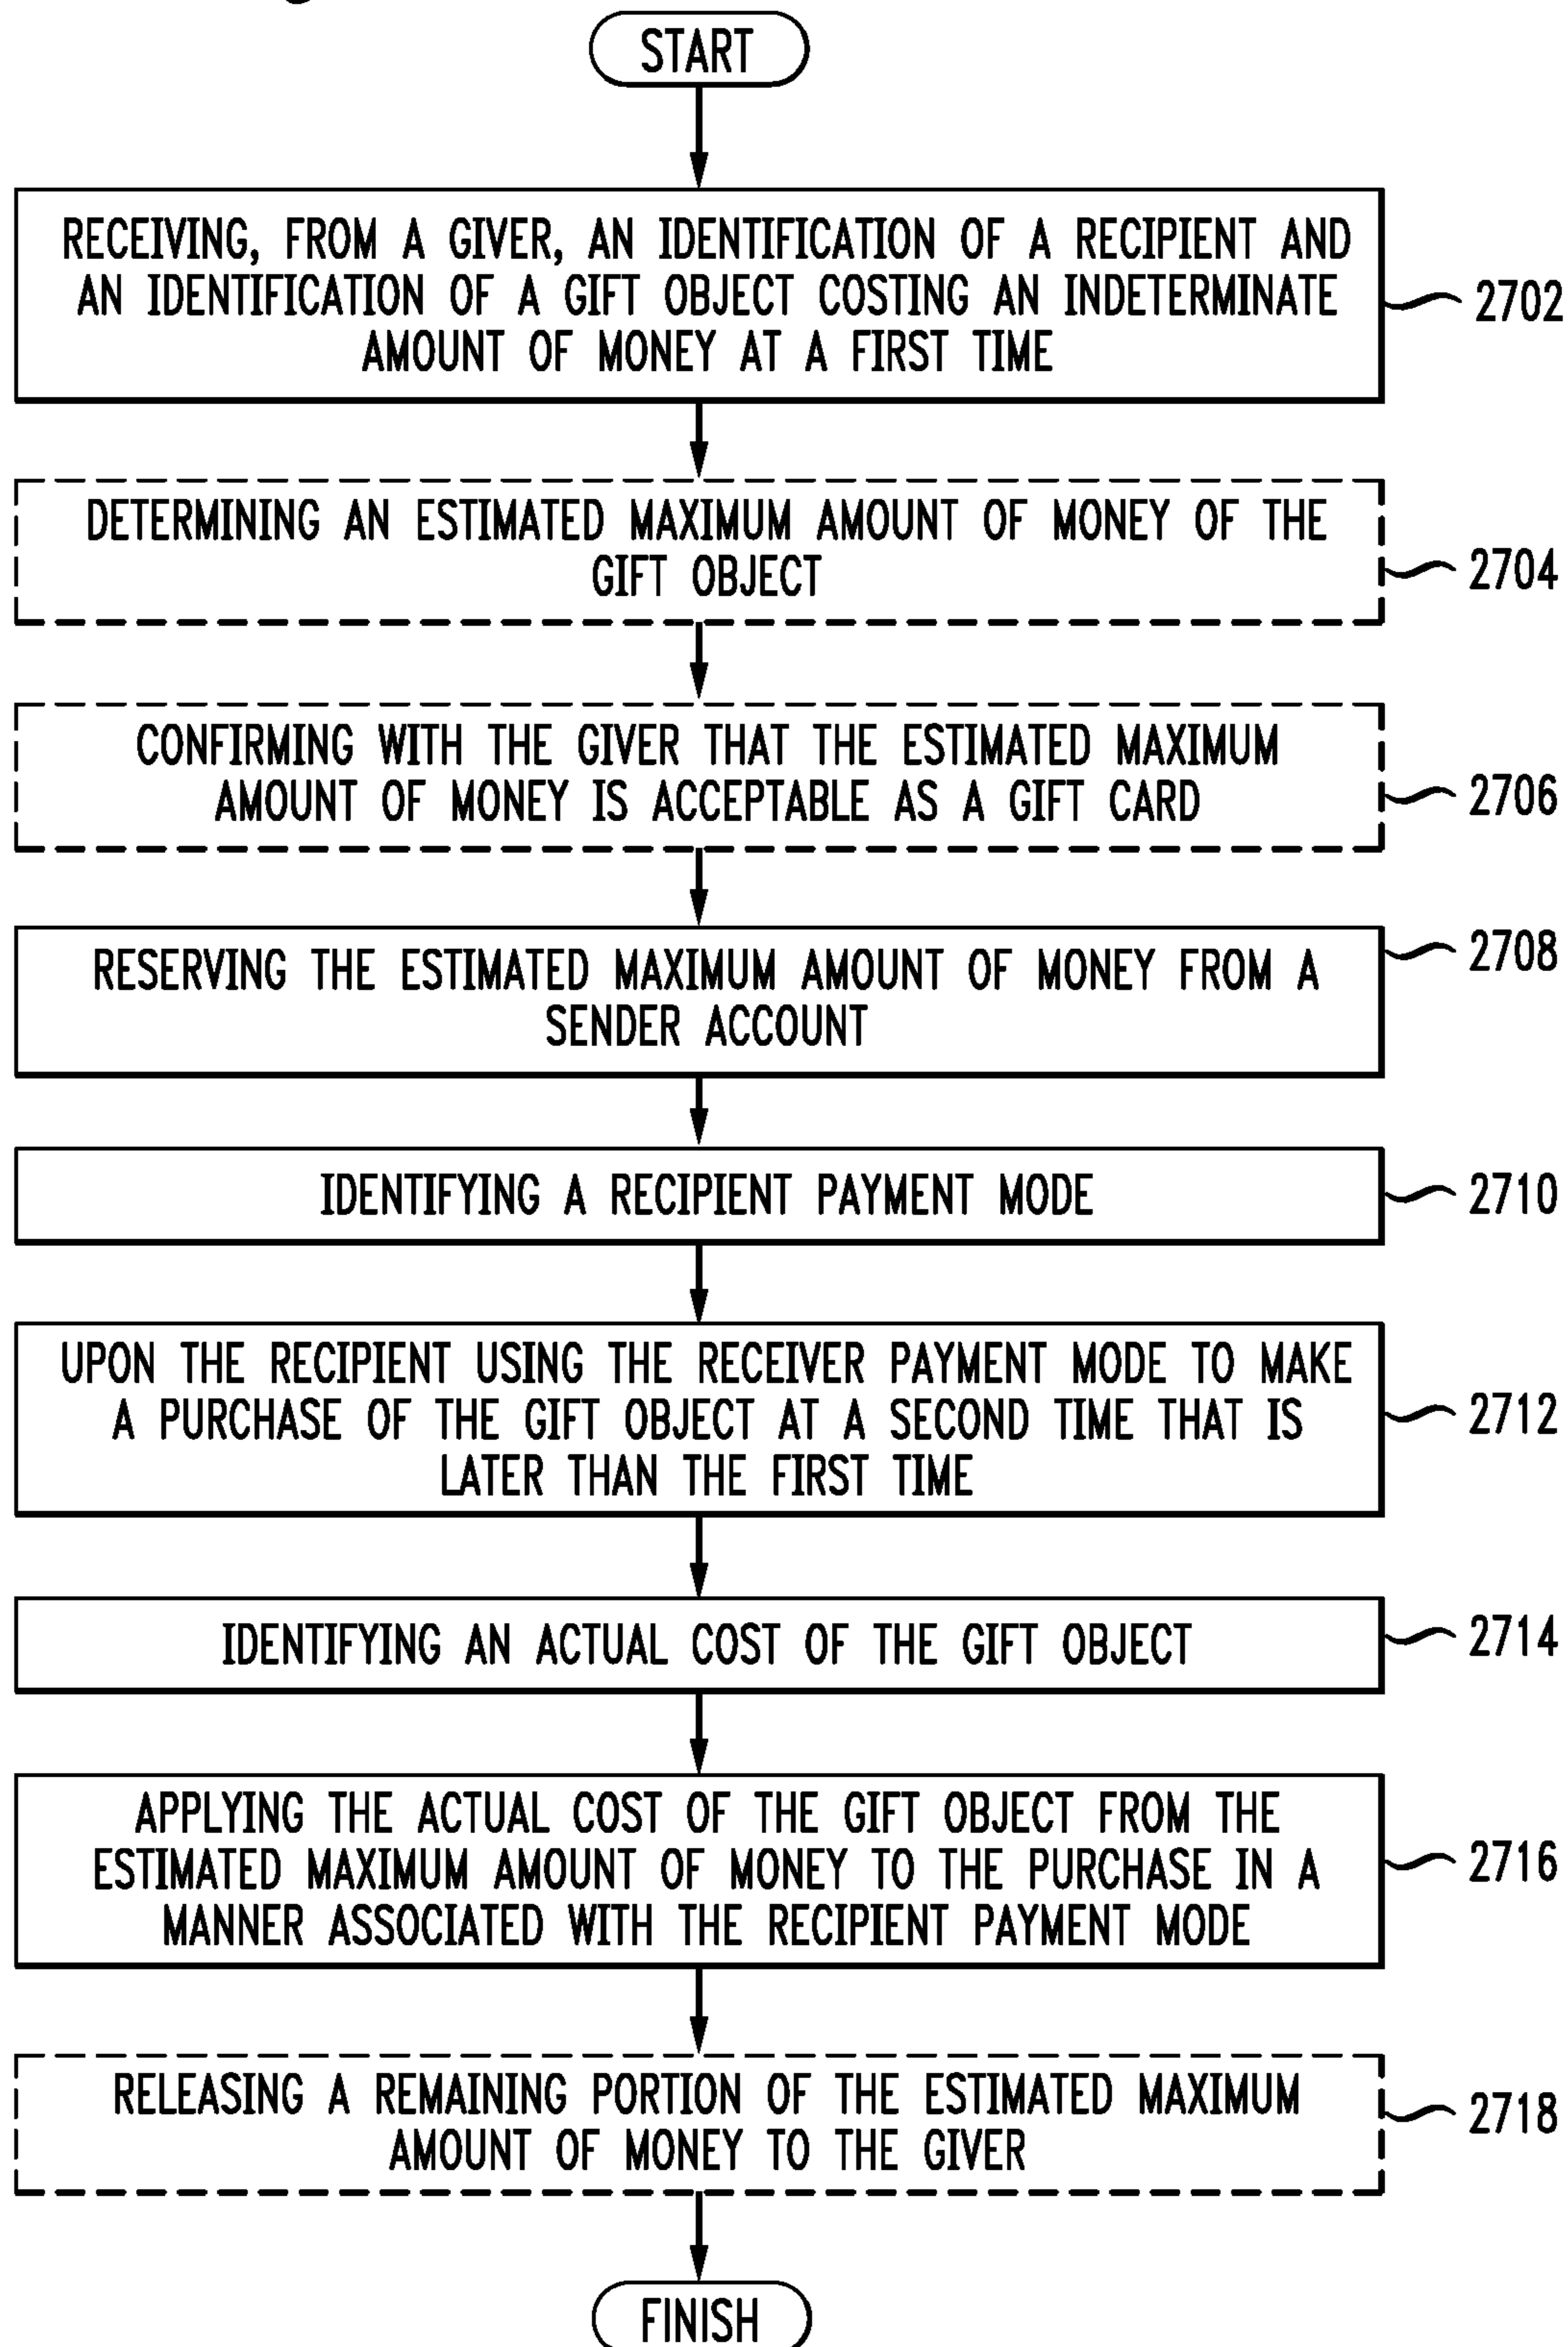 START
RECEIVING, FROM A GIVER, AN IDENTIFICATION OF A RECIPIENT AND
AN IDENTIFICATION OF A GIFT OBJECT COSTING AN INDETERMINATE
AMOUNT OF MONEY AT A FIRST TIME
2702
DETERMINING AN ESTIMATED MAXIMUM AMOUNT OF MONEY OF THE
GIFT OBJECT
2704
CONFIRMING WITH THE GIVER THAT THE ESTIMATED MAXIMUM
AMOUNT OF MONEY IS ACCEPTABLE AS A GIFT CARD
2706
RESERVING THE ESTIMATED MAXIMUM AMOUNT OF MONEY FROM A
SENDER ACCOUNT
2708
IDENTIFYING A RECIPIENT PAYMENT MODE
2710
UPON THE RECIPIENT USING THE RECEIVER PAYMENT MODE TO MAKE
A PURCHASE OF THE GIFT OBJECT AT A SECOND TIME THAT IS
LATER THAN THE FIRST TIME
2712
IDENTIFYING AN ACTUAL COST OF THE GIFT OBJECT
2714
APPLYING THE ACTUAL COST OF THE GIFT OBJECT FROM THE
ESTIMATED MAXIMUM AMOUNT OF MONEY TO THE PURCHASE IN A
MANNER ASSOCIATED WITH THE RECIPIENT PAYMENT MODE
2716
RELEASING A REMAINING PORTION OF THE ESTIMATED MAXIMUM
AMOUNT OF MONEY TO THE GIVER
2718
FINISH